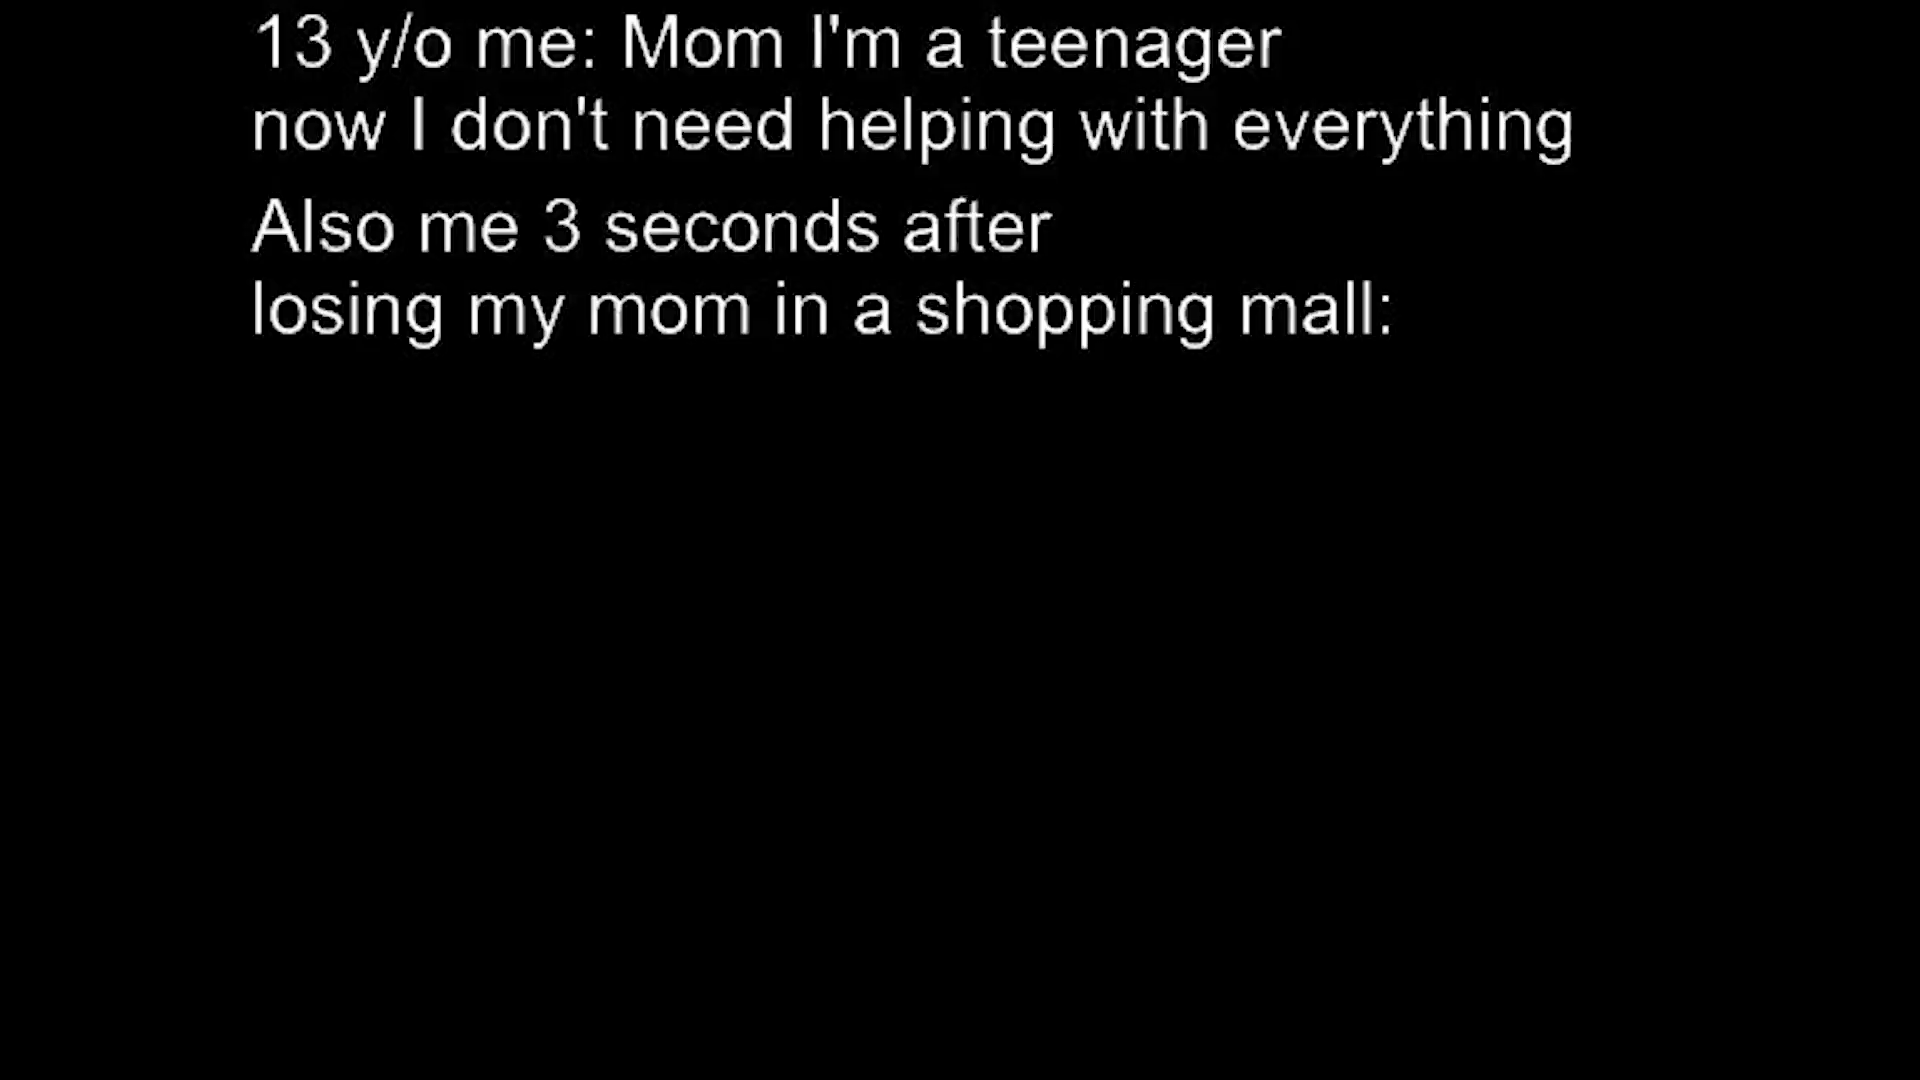 13 y/o me: Mom I'm a teenager
now I don't need helping with everything
Also me 3 seconds after
losing my mom in a shopping mall: